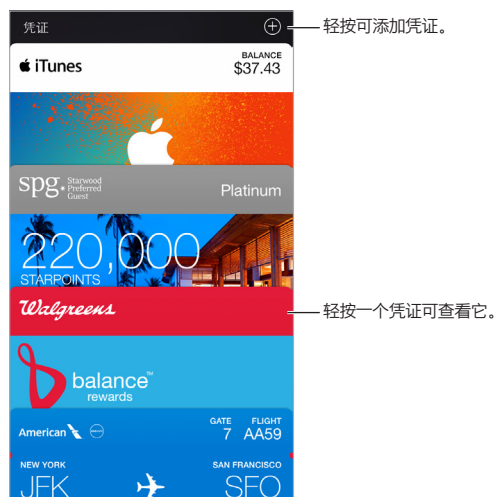 凭证
轻按可添加凭证。
iTunes
BALANCE
$37.43
spg. Starwood
Preferred
Guest
Platinum
220,000
STARPOINTS
Walgreens
轻按一个凭证可查看它。
balance™
rewards
American
GATE
7
FLIGHT
AA59
NEW YORK
JFK
SAN FRANCISCO
SFO